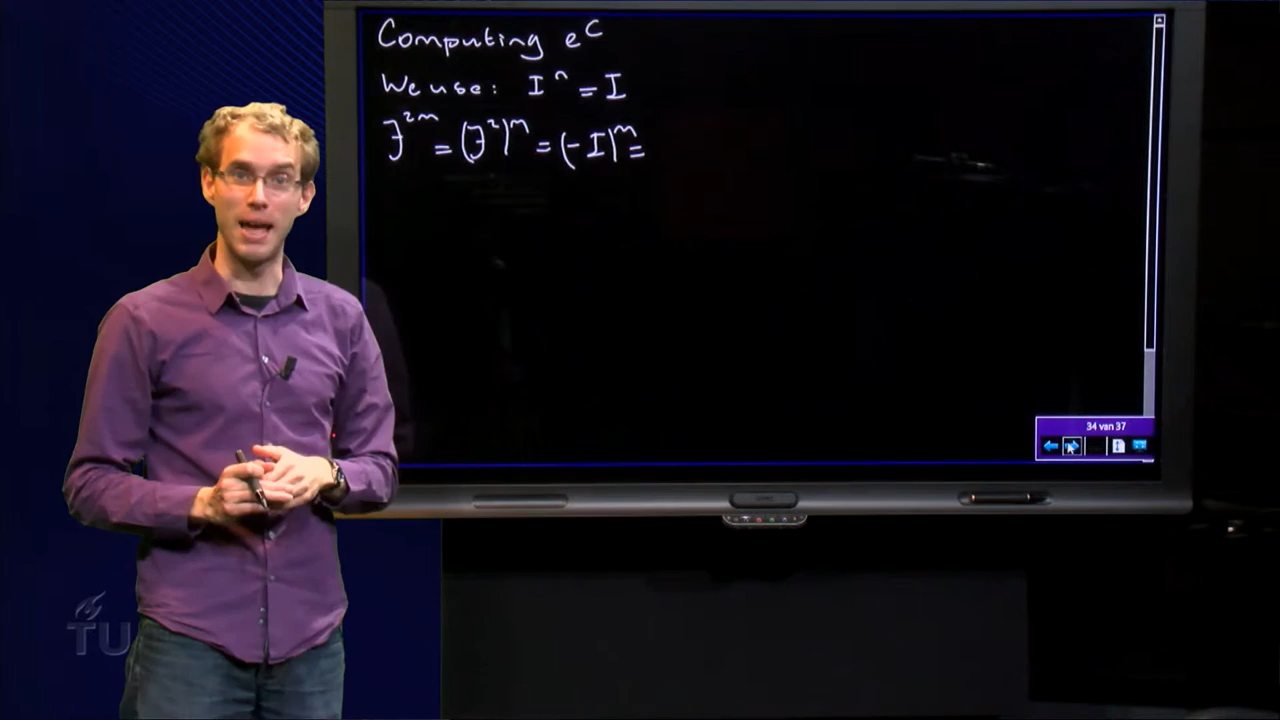 Computing e^C
We use: I^n = I
J^2m = (J^2)^m = (-I)^m =
34 van 37
TU